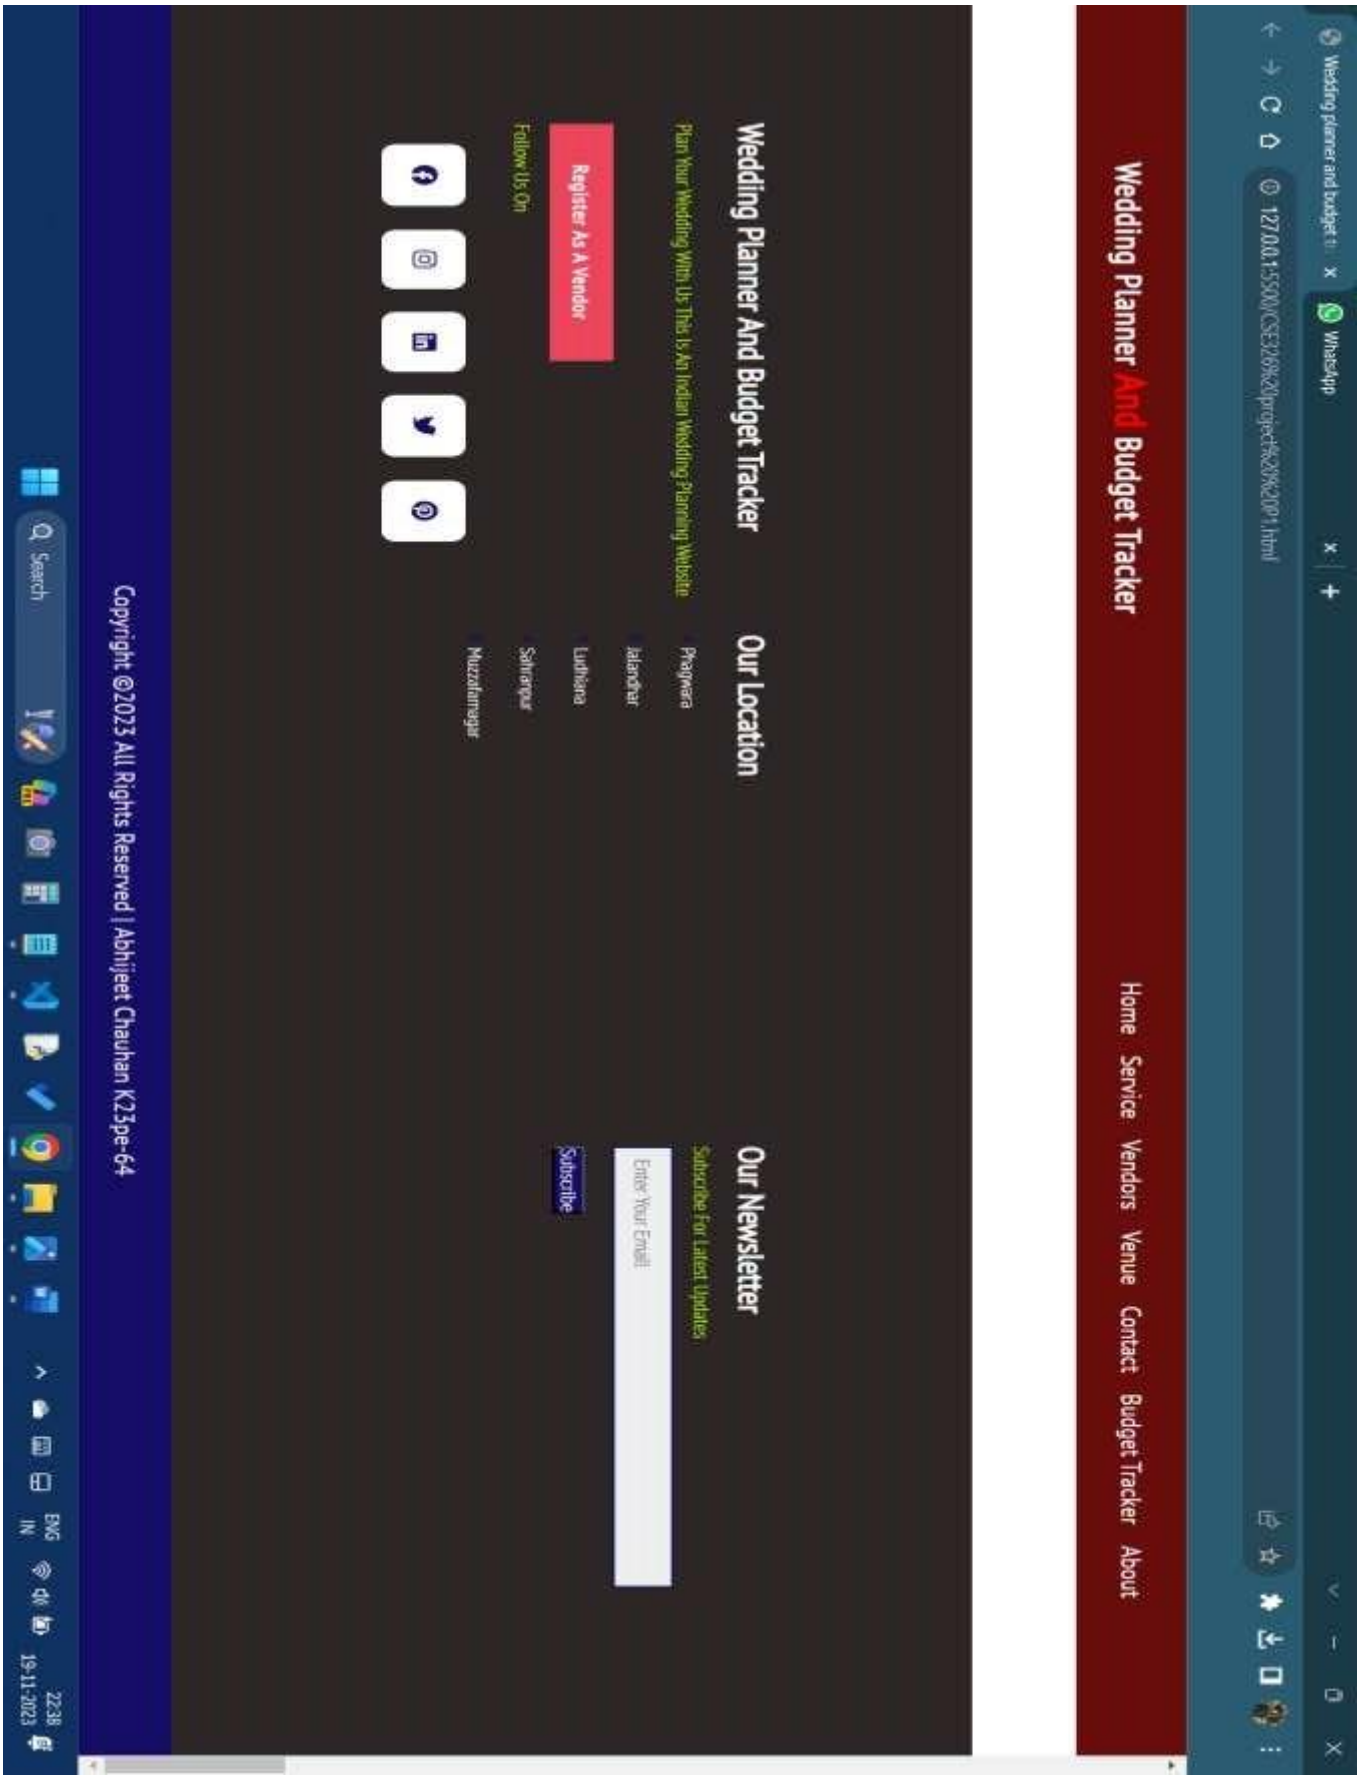 Wedding planner and budget t
WhatsApp
127.0.0.1:5500/CSE326%20project%20%20P1.html
Wedding Planner And Budget Tracker
Home Service Vendors Venue Contact Budget Tracker About
Wedding Planner And Budget Tracker
Plan Your Wedding With Us This Is An Indian Wedding Planning Website
Register As A Vendor
Follow Us On
Our Location
Phagwara
Jalandhar
Ludhiana
Sahranpur
Muzzafarnagar
Our Newsletter
Subscribe For Latest Updates
Enter Your Email
Subscribe
Copyright ©2023 All Rights Reserved | Abhijeet Chauhan K23pe-64
Search
ENG
IN
22:38
19-11-2023